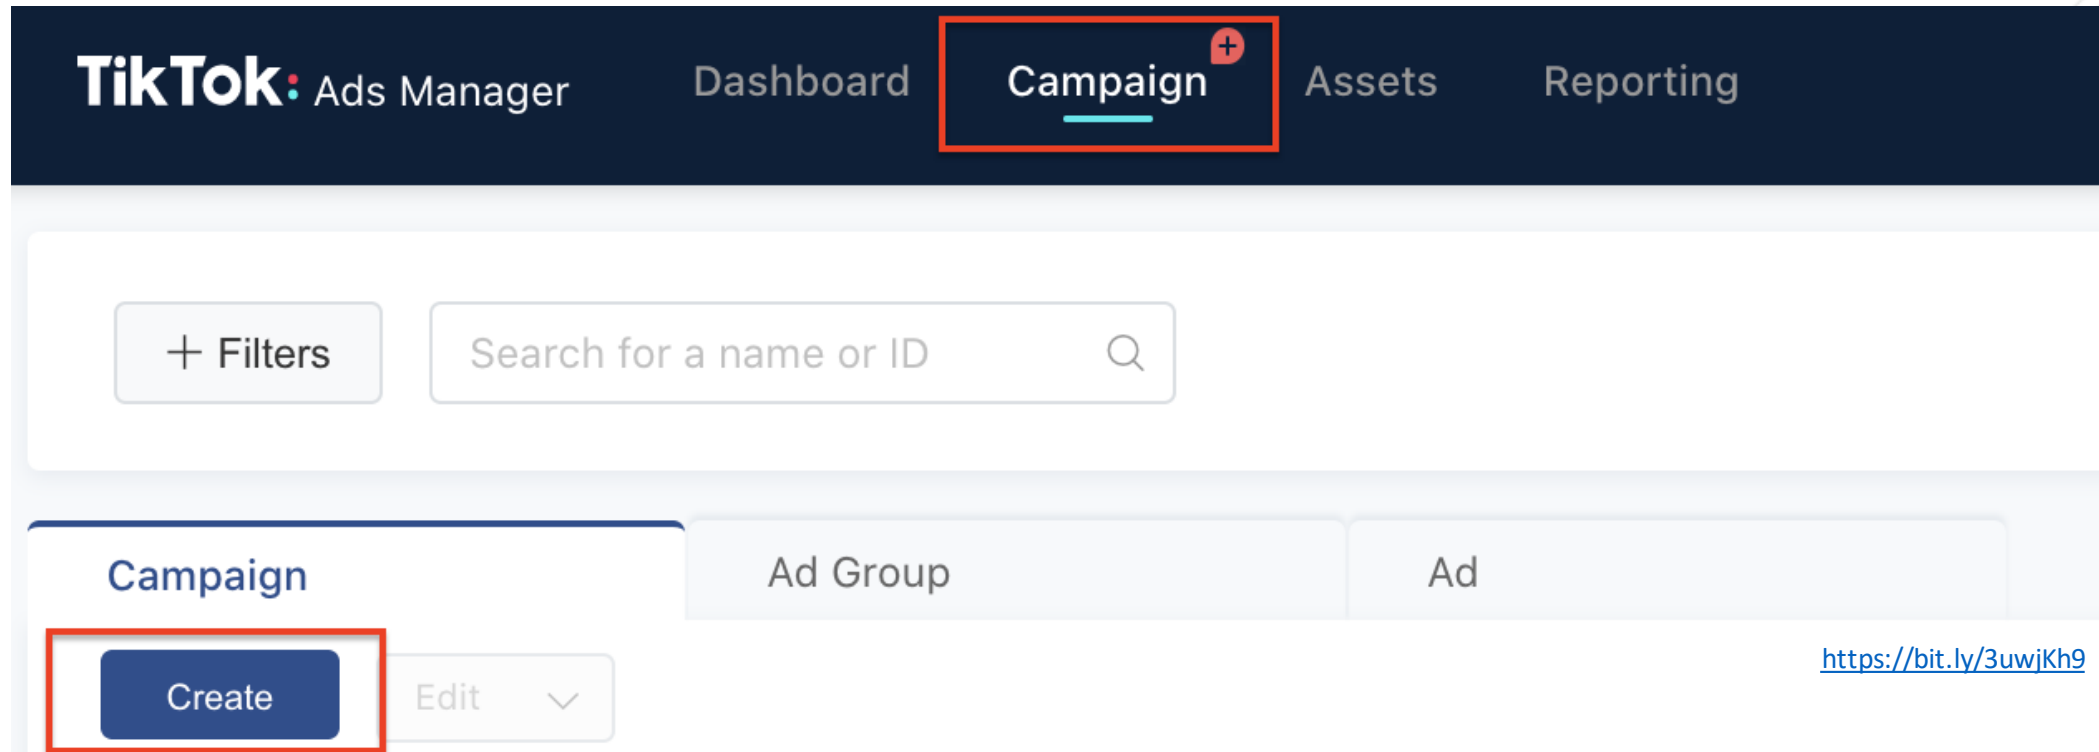 TikTok: Ads Manager Dashboard Campaign + Assets Reporting
+ Filters Search for a name or ID
Campaign Ad Group Ad
https://bit.ly/3uwjKh9
Create Edit